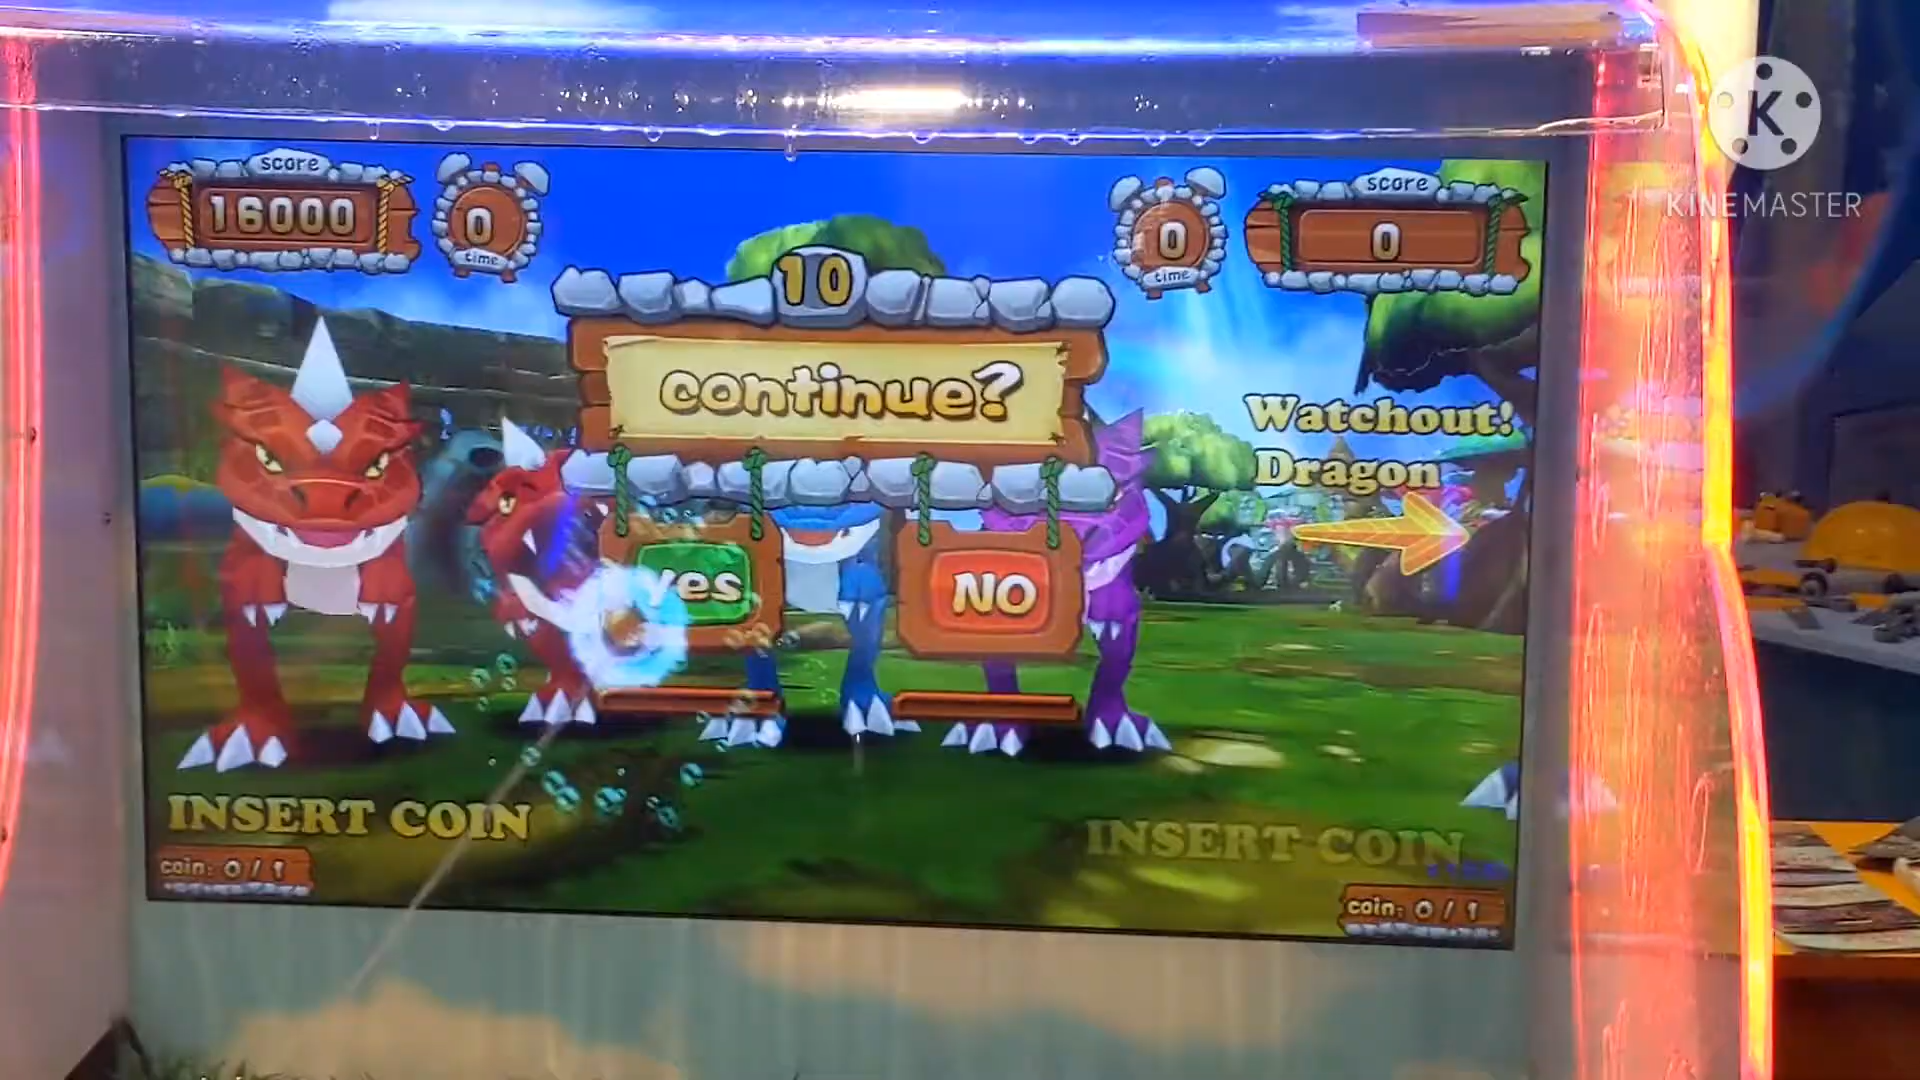 score
16000
0
time
0
time
score
0
K
KINEMASTER
10
continue?
Watchout!
Dragon
yes
NO
INSERT COIN
INSERT COIN
coin: 0 / 1
coin: 0 / 1